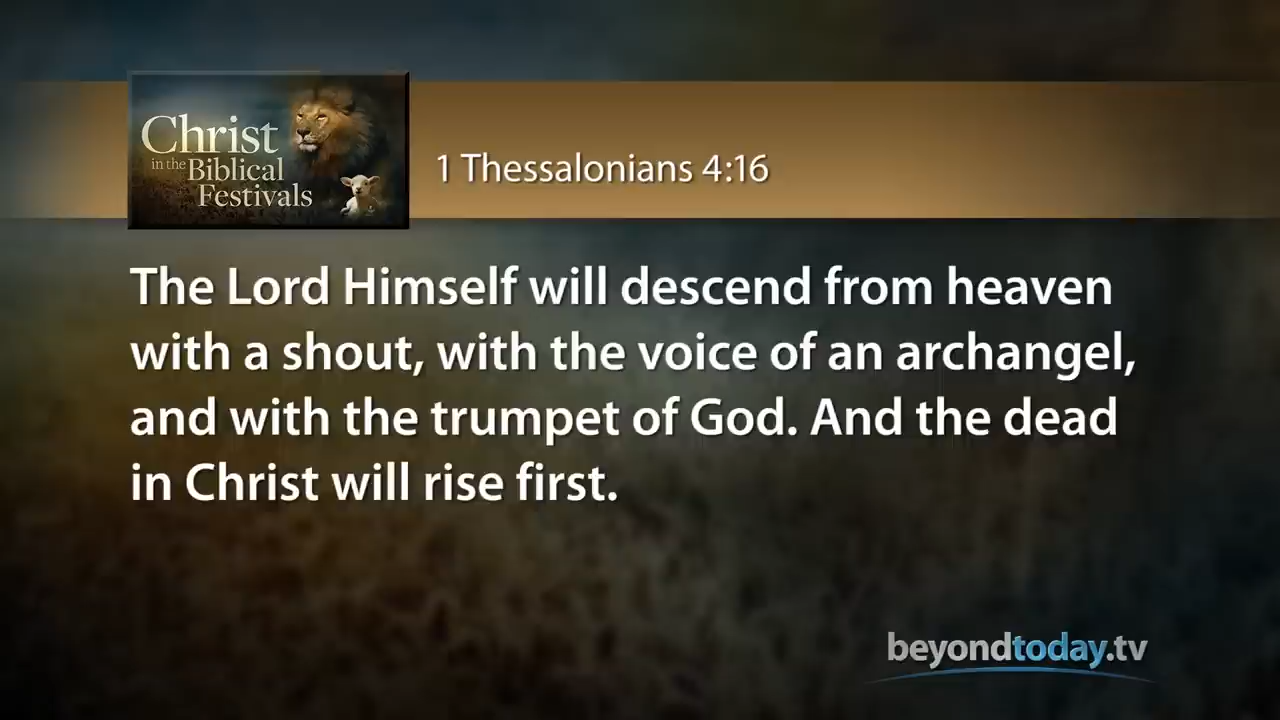 Christ
in the Biblical
Festivals
1 Thessalonians 4:16
The Lord Himself will descend from heaven
with a shout, with the voice of an archangel,
and with the trumpet of God. And the dead
in Christ will rise first.
beyondtoday.tv